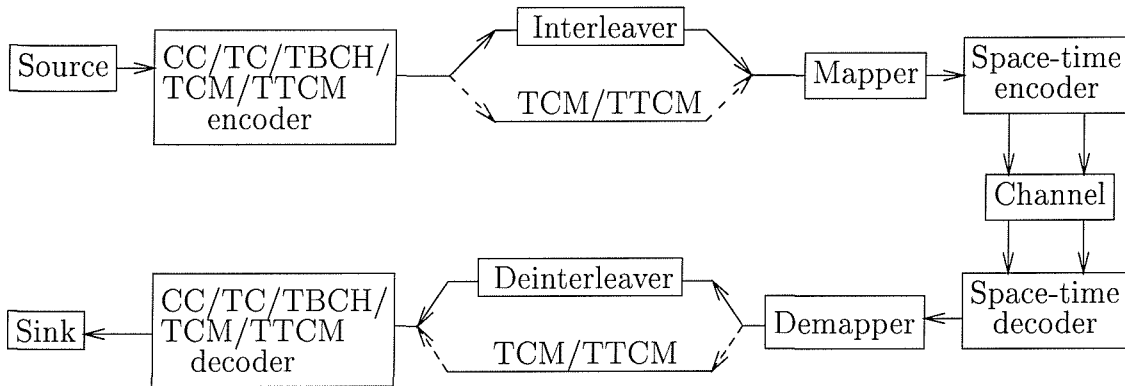 Source
CC/TC/TBCH/
TCM/TTCM
encoder
Interleaver
TCM/TTCM
Mapper
Space-time
encoder
Channel
Space-time
decoder
Demapper
Deinterleaver
TCM/TTCM
CC/TC/TBCH/
TCM/TTCM
decoder
Sink